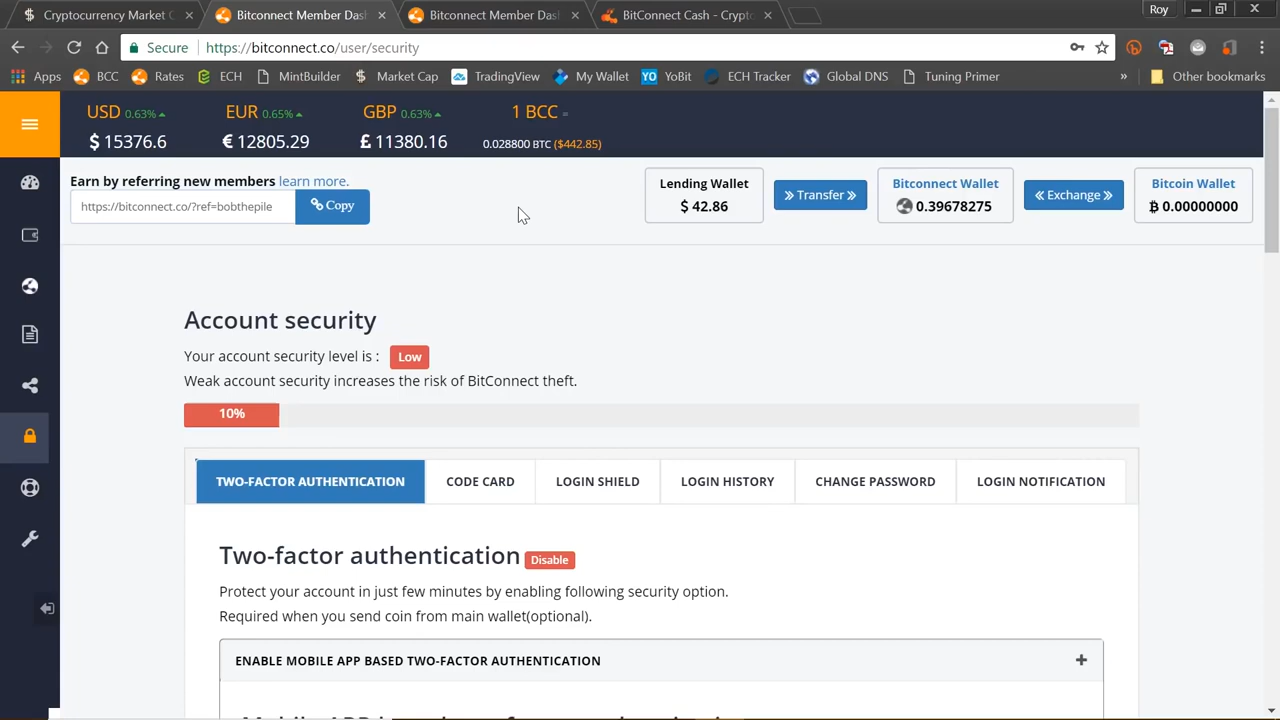 Cryptocurrency Market C
Bitconnect Member Das
Bitconnect Member Das
BitConnect Cash - Crypto
Roy
Secure
https://bitconnect.co/user/security
Apps
BCC
Rates
ECH
MintBuilder
Market Cap
TradingView
My Wallet
YO YoBit
ECH Tracker
Global DNS
Tuning Primer
»
Other bookmarks
USD 0.63%
EUR 0.65%
GBP 0.63%
1 BCC =
$ 15376.6
€ 12805.29
£ 11380.16
0.028800 BTC ($442.85)
Earn by referring new members learn more.
https://bitconnect.co/?ref=bobthepile
Copy
Lending Wallet
$ 42.86
Transfer
Bitconnect Wallet
0.39678275
Exchange
Bitcoin Wallet
฿ 0.00000000
Account security
Your account security level is : Low
Weak account security increases the risk of BitConnect theft.
10%
TWO-FACTOR AUTHENTICATION
CODE CARD
LOGIN SHIELD
LOGIN HISTORY
CHANGE PASSWORD
LOGIN NOTIFICATION
Two-factor authentication Disable
Protect your account in just few minutes by enabling following security option.
Required when you send coin from main wallet(optional).
ENABLE MOBILE APP BASED TWO-FACTOR AUTHENTICATION +